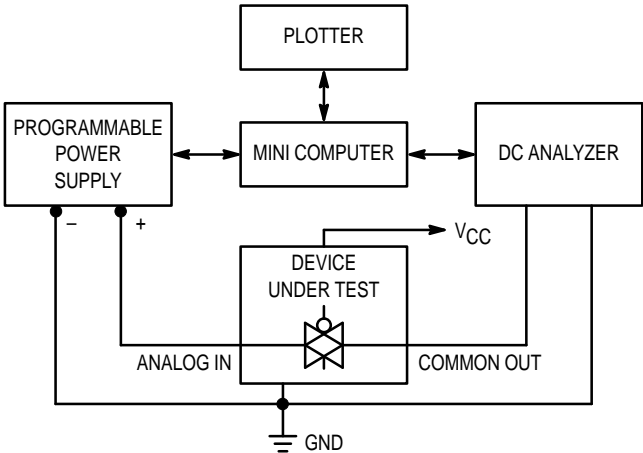 PLOTTER
PROGRAMMABLE
POWER
SUPPLY
MINI COMPUTER
DC ANALYZER
– +
VCC
DEVICE
UNDER TEST
ANALOG IN
COMMON OUT
GND